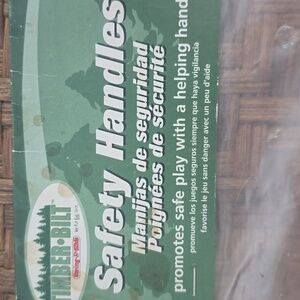 TIMBER-BILT
Safety Handles
Manijas de seguridad
Poignées de sécurité
promotes safe play with a helping hand
promueve los juegos seguros siempre que haya vigilancia
favorise le jeu sans danger avec un peu d'aide